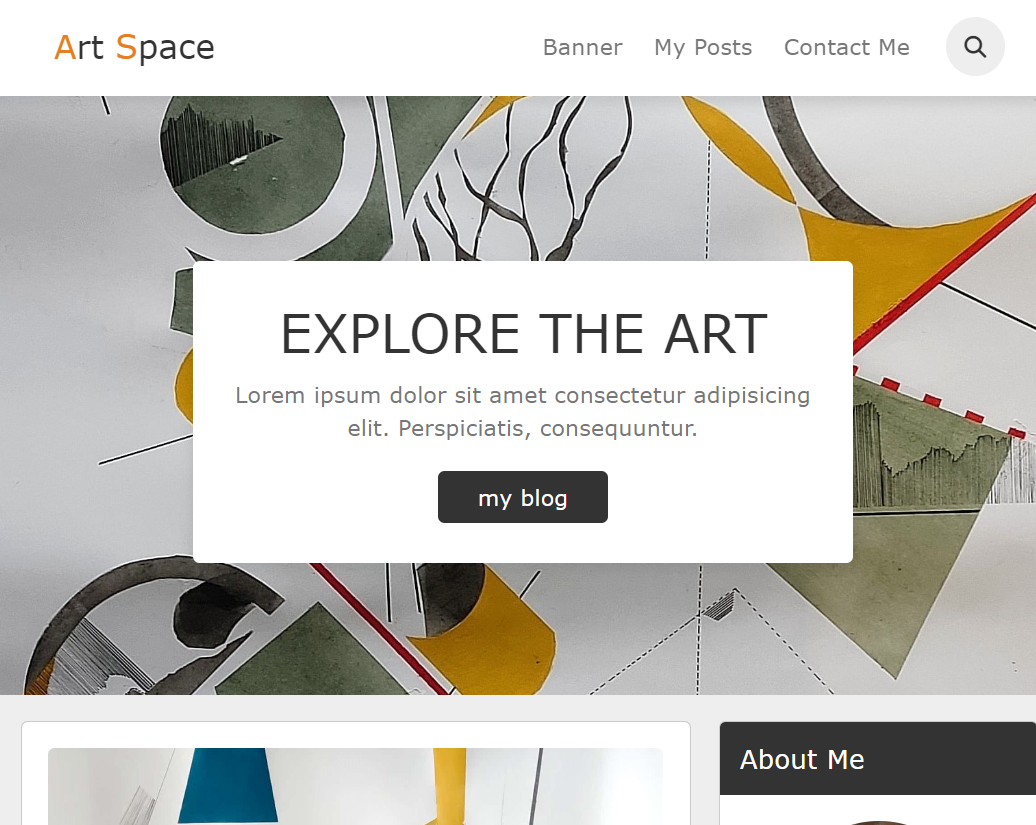 Art Space
Banner My Posts Contact Me
EXPLORE THE ART
Lorem ipsum dolor sit amet consectetur adipisicing
elit. Perspiciatis, consequuntur.
my blog
About Me